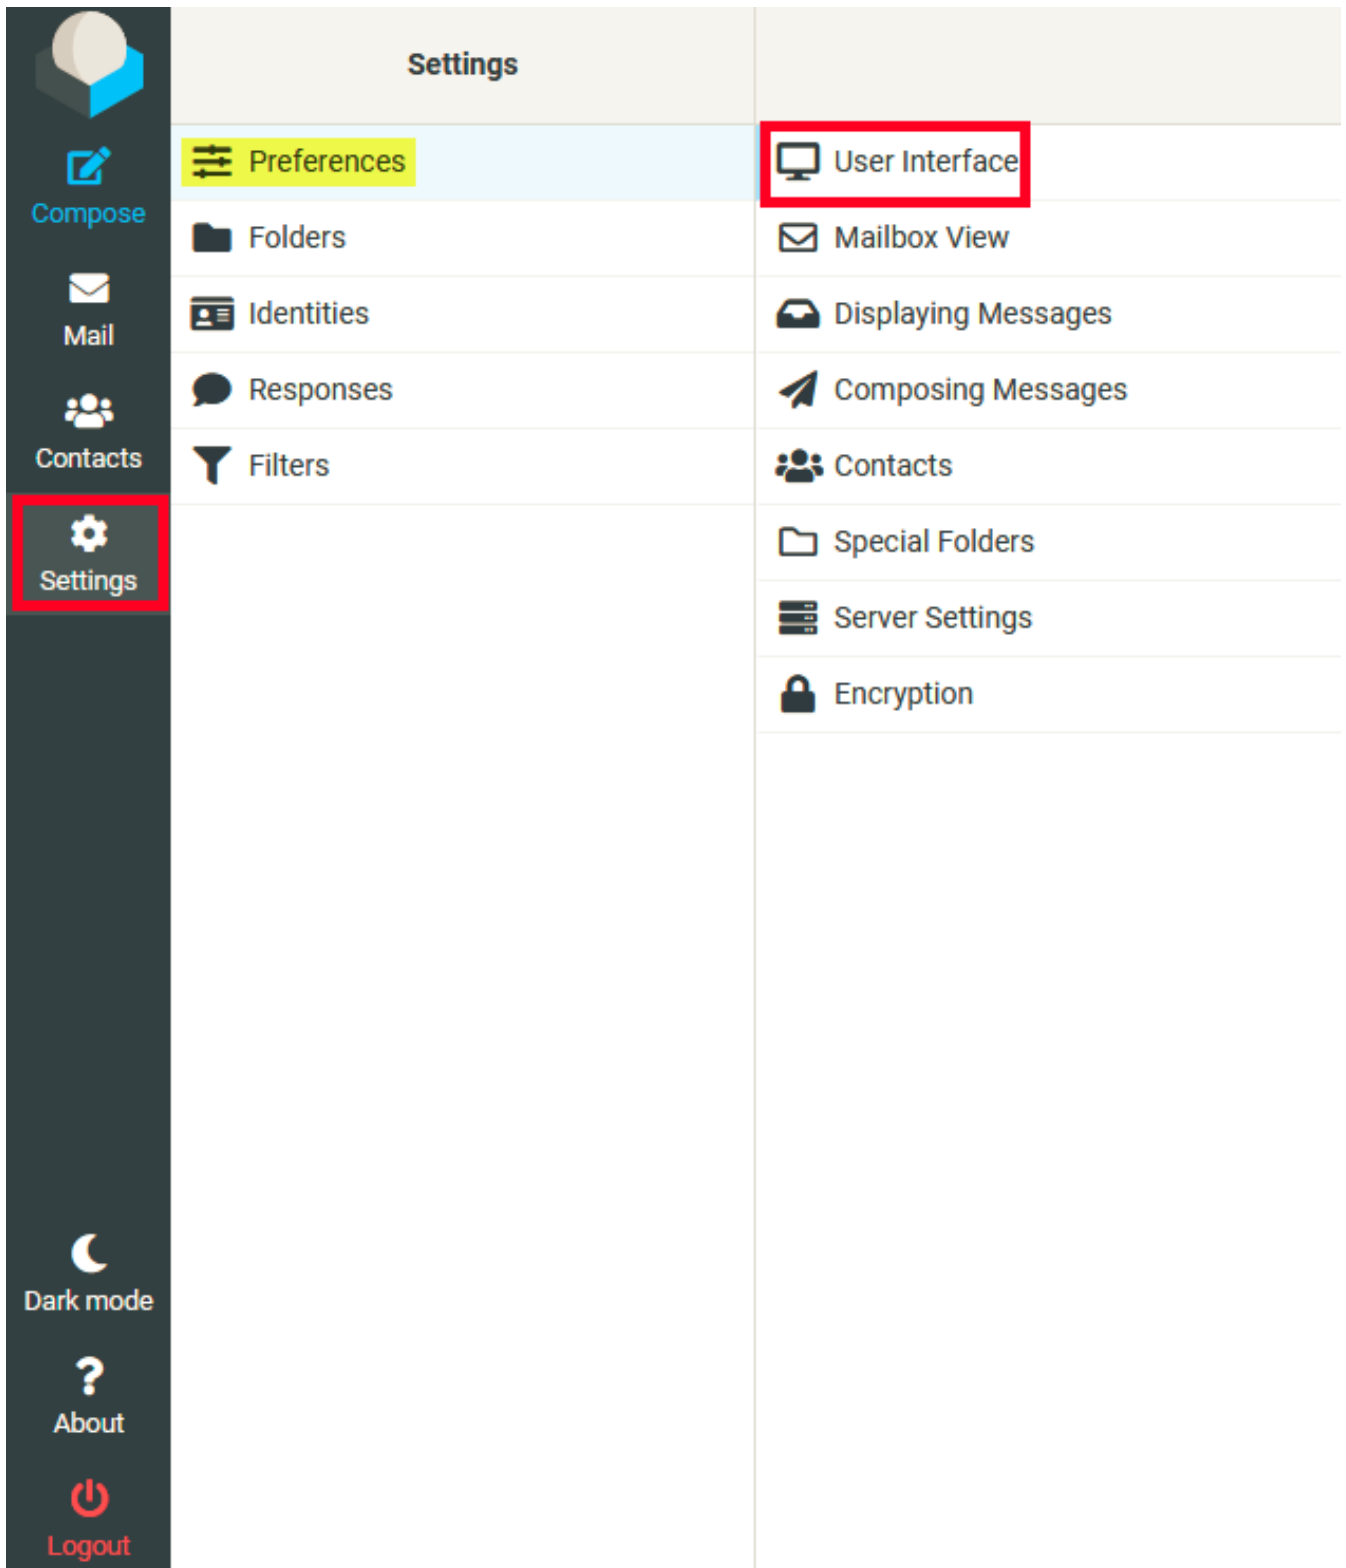 Compose
Mail
Contacts
Settings
Dark mode
About
Logout
Settings
Preferences
Folders
Identities
Responses
Filters
User Interface
Mailbox View
Displaying Messages
Composing Messages
Contacts
Special Folders
Server Settings
Encryption